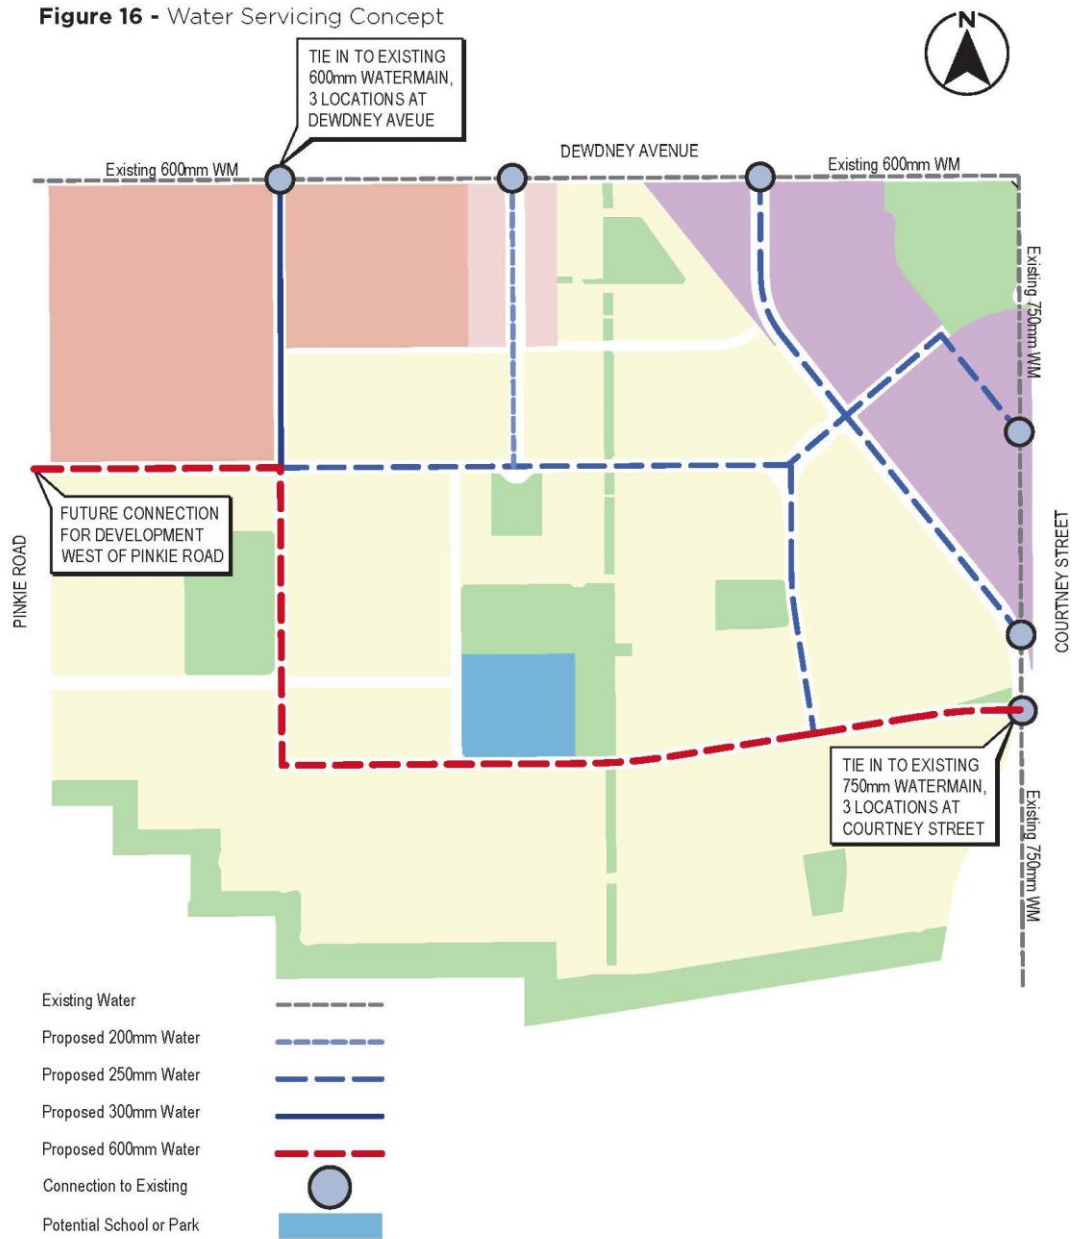 Figure 16 - Water Servicing Concept
N
TIE IN TO EXISTING
600mm WATERMAIN,
3 LOCATIONS AT
DEWDNEY AVEUE
Existing 600mm WM
DEWDNEY AVENUE
Existing 600mm WM
Existing 750mm WM
FUTURE CONNECTION
FOR DEVELOPMENT
WEST OF PINKIE ROAD
PINKIE ROAD
COURTNEY STREET
TIE IN TO EXISTING
750mm WATERMAIN,
3 LOCATIONS AT
COURTNEY STREET
Existing 750mm WM
Existing Water
Proposed 200mm Water
Proposed 250mm Water
Proposed 300mm Water
Proposed 600mm Water
Connection to Existing
Potential School or Park